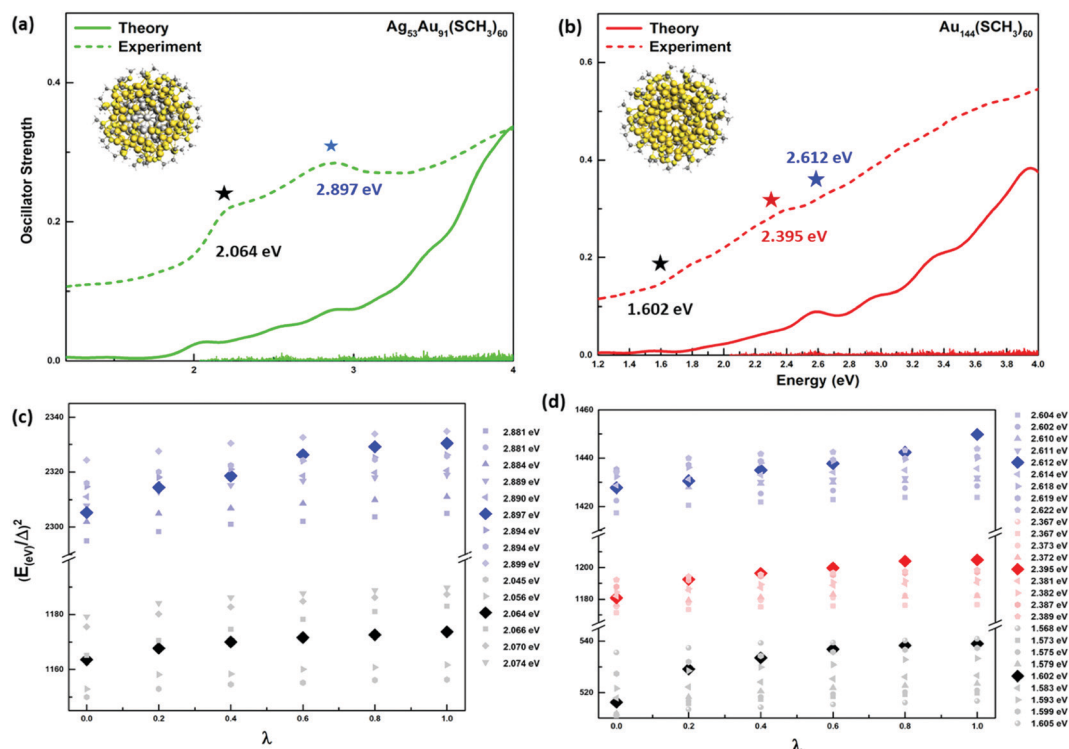 (a)
Theory
Experiment
Ag53Au91(SCH3)60
0.4
0.2
0.0
Oscillator Strength
2.064 eV
2.897 eV
2
3
4
(b)
Theory
Experiment
Au144(SCH3)60
0.6
0.4
0.2
0.0
1.602 eV
2.395 eV
2.612 eV
1.2 1.4 1.6 1.8 2.0 2.2 2.4 2.6 2.8 3.0 3.2 3.4 3.6 3.8 4.0
Energy (eV)
(c)
2340
2320
2300
1180
1160
(E(eV)/Δ)²
0.0 0.2 0.4 0.6 0.8 1.0
λ
2.881 eV
2.881 eV
2.884 eV
2.889 eV
2.890 eV
2.897 eV
2.894 eV
2.894 eV
2.899 eV
2.045 eV
2.056 eV
2.064 eV
2.066 eV
2.070 eV
2.074 eV
(d)
1460
1440
1420
1200
1180
540
520
0.0 0.2 0.4 0.6 0.8 1.0
λ
2.604 eV
2.602 eV
2.610 eV
2.611 eV
2.612 eV
2.614 eV
2.618 eV
2.619 eV
2.622 eV
2.367 eV
2.367 eV
2.373 eV
2.372 eV
2.395 eV
2.381 eV
2.382 eV
2.387 eV
2.389 eV
1.568 eV
1.573 eV
1.575 eV
1.579 eV
1.602 eV
1.583 eV
1.593 eV
1.599 eV
1.605 eV